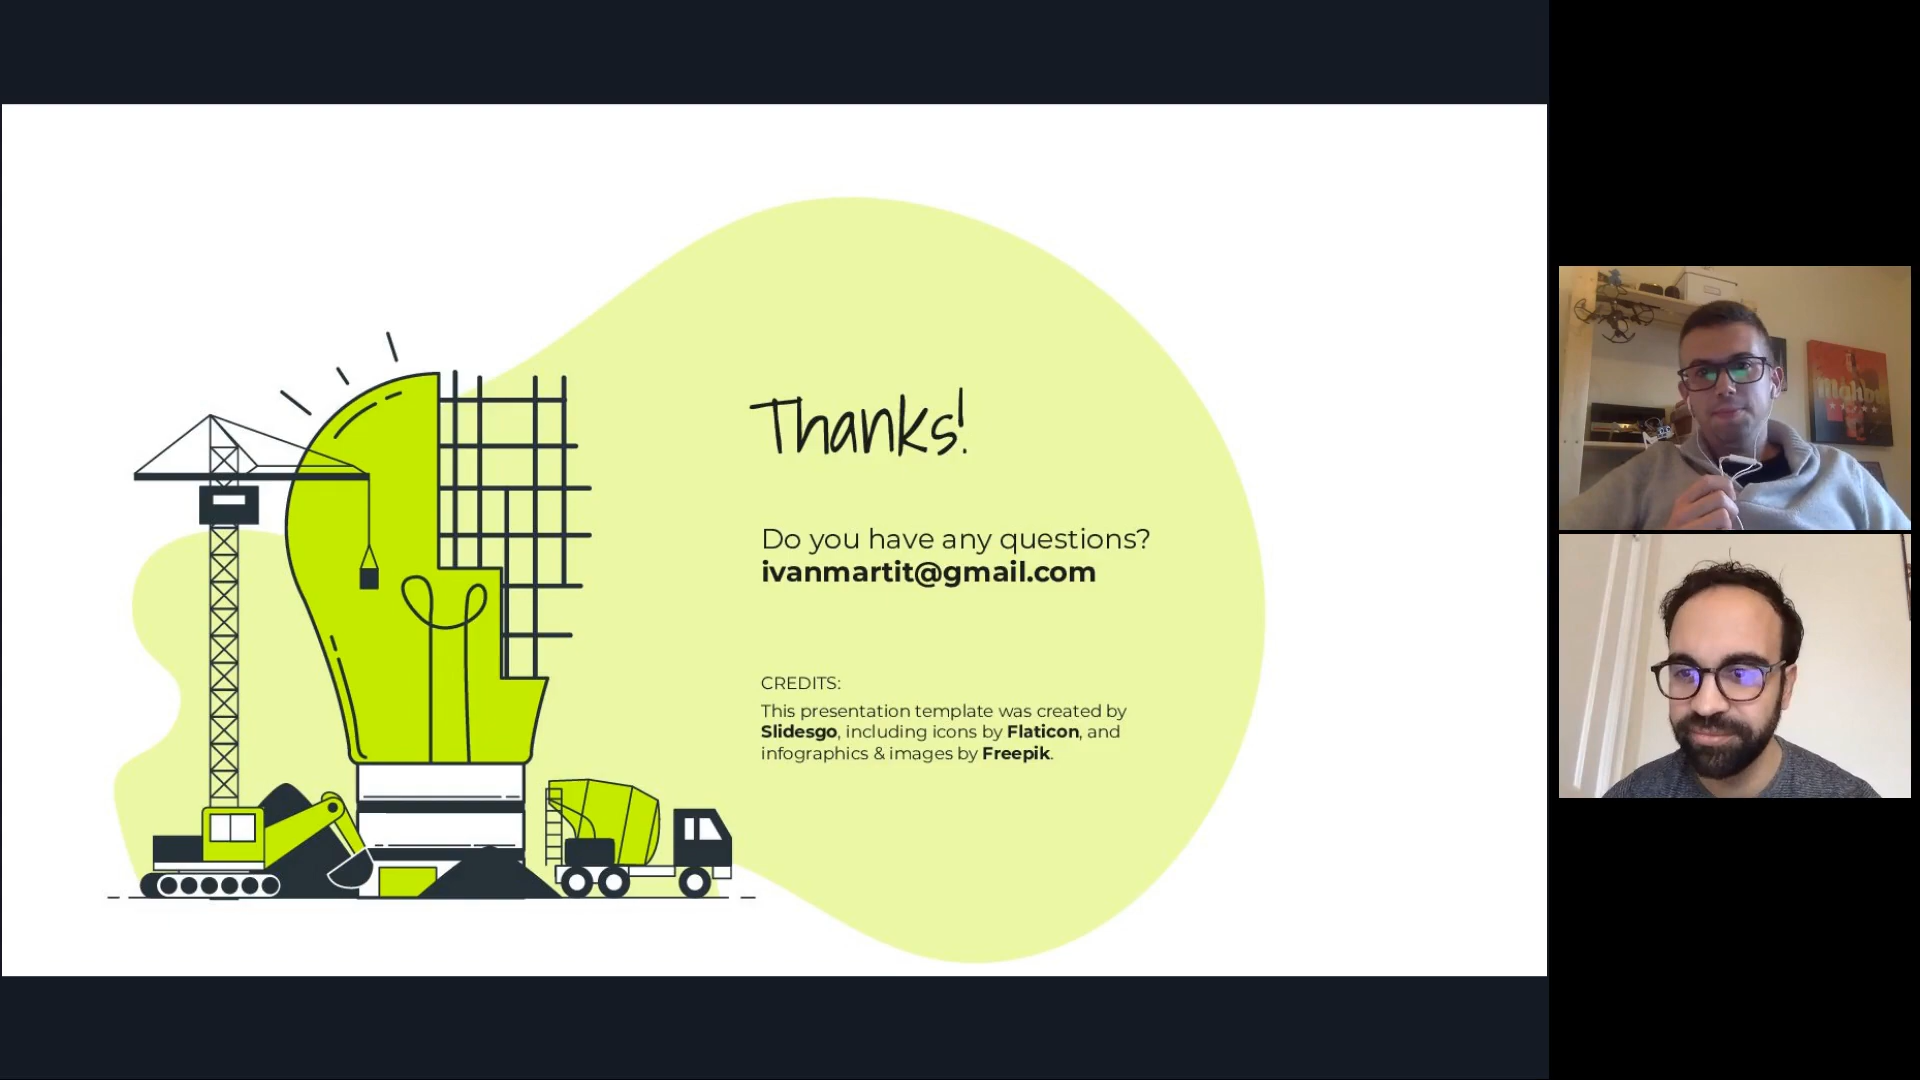 Thanks!
Do you have any questions?
ivanmartit@gmail.com
CREDITS:
This presentation template was created by
Slidesgo, including icons by Flaticon, and
infographics & images by Freepik.